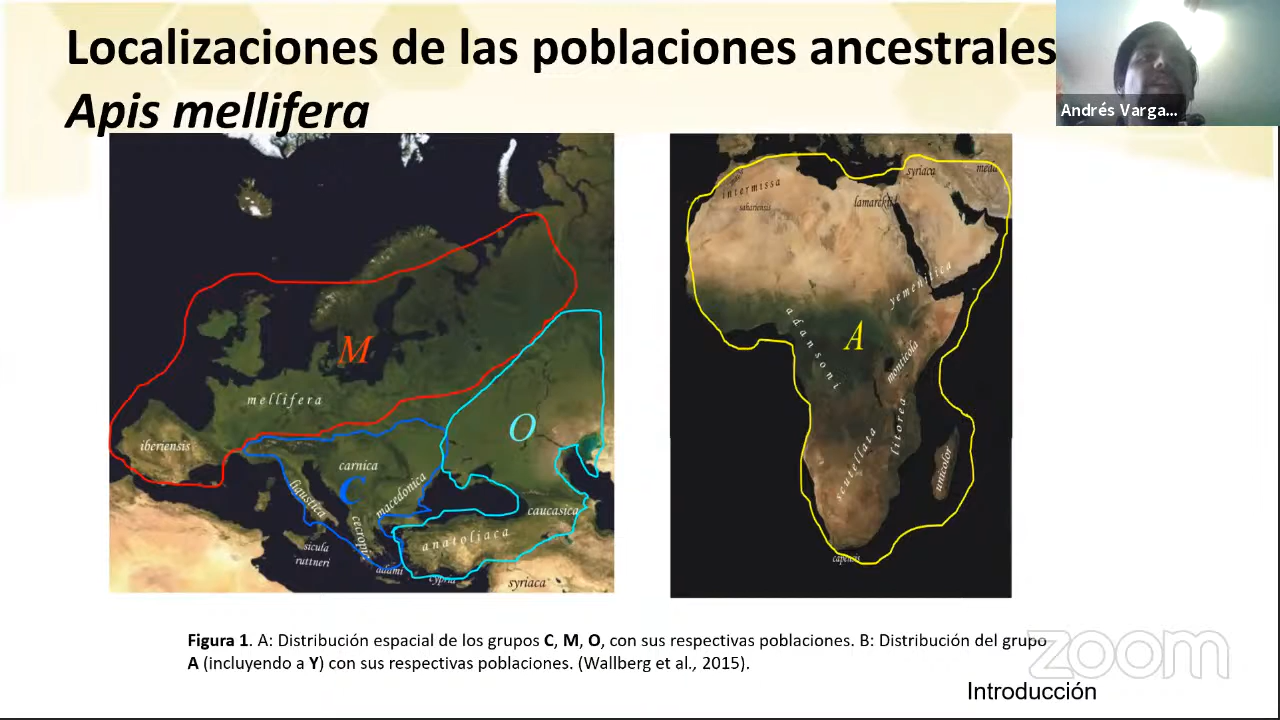 Localizaciones de las poblaciones ancestrales
Apis mellifera
Andrés Varga...
M
mellifera
iberiensis
O
carnica
C
ligustica
macedonica
cecropia
caucasica
anatoliaca
sicula
ruttneri
adami
cypria
syriaca
intermissa
sahariensis
lamarckii
syriaca
meda
yemenitica
adansoni
A
monticola
litorea
scutellata
unicolor
capensis
Figura 1. A: Distribución espacial de los grupos C, M, O, con sus respectivas poblaciones. B: Distribución del grupo
A (incluyendo a Y) con sus respectivas poblaciones. (Wallberg et al., 2015).
zoom
Introducción